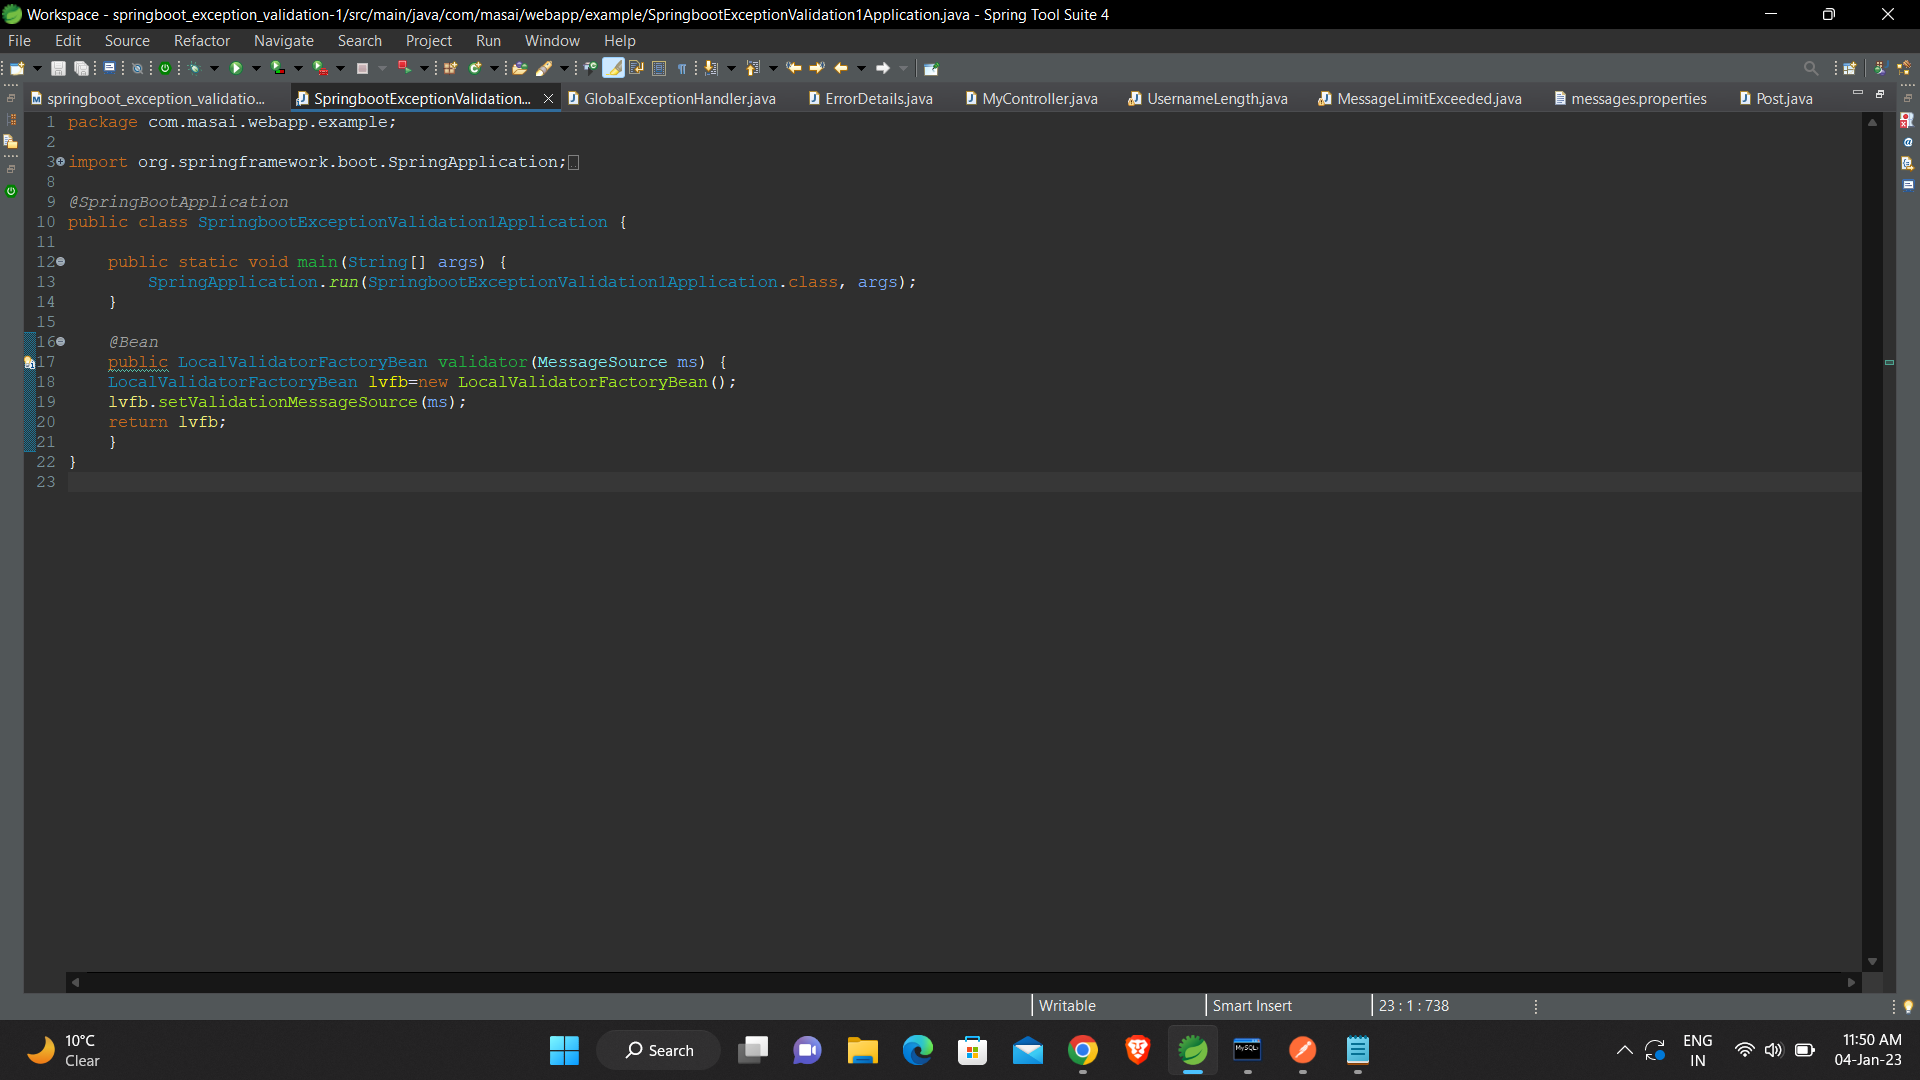 Workspace - springboot_exception_validation-1/src/main/java/com/masai/webapp/example/SpringbootExceptionValidation1Application.java - Spring Tool Suite 4
File Edit Source Refactor Navigate Search Project Run Window Help
springboot_exception_validatio... SpringbootExceptionValidation... GlobalExceptionHandler.java ErrorDetails.java MyController.java UsernameLength.java MessageLimitExceeded.java messages.properties Post.java
1 package com.masai.webapp.example;
2
3 import org.springframework.boot.SpringApplication;
8
9 @SpringBootApplication
10 public class SpringbootExceptionValidation1Application {
11
12 public static void main(String[] args) {
13 SpringApplication.run(SpringbootExceptionValidation1Application.class, args);
14 }
15
16 @Bean
17 public LocalValidatorFactoryBean validator(MessageSource ms) {
18 LocalValidatorFactoryBean lvfb=new LocalValidatorFactoryBean();
19 lvfb.setValidationMessageSource(ms);
20 return lvfb;
21 }
22 }
23
Writable Smart Insert 23 : 1 : 738
10°C
Clear
Search
ENG
IN
11:50 AM
04-Jan-23